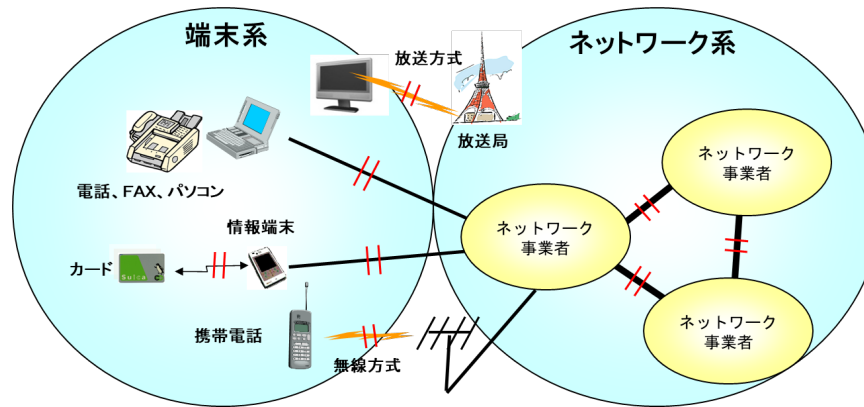 端末系
ネットワーク系
放送方式
放送局
電話、FAX、パソコン
情報端末
カード
Suica
携帯電話
無線方式
ネットワーク
事業者
ネットワーク
事業者
ネットワーク
事業者